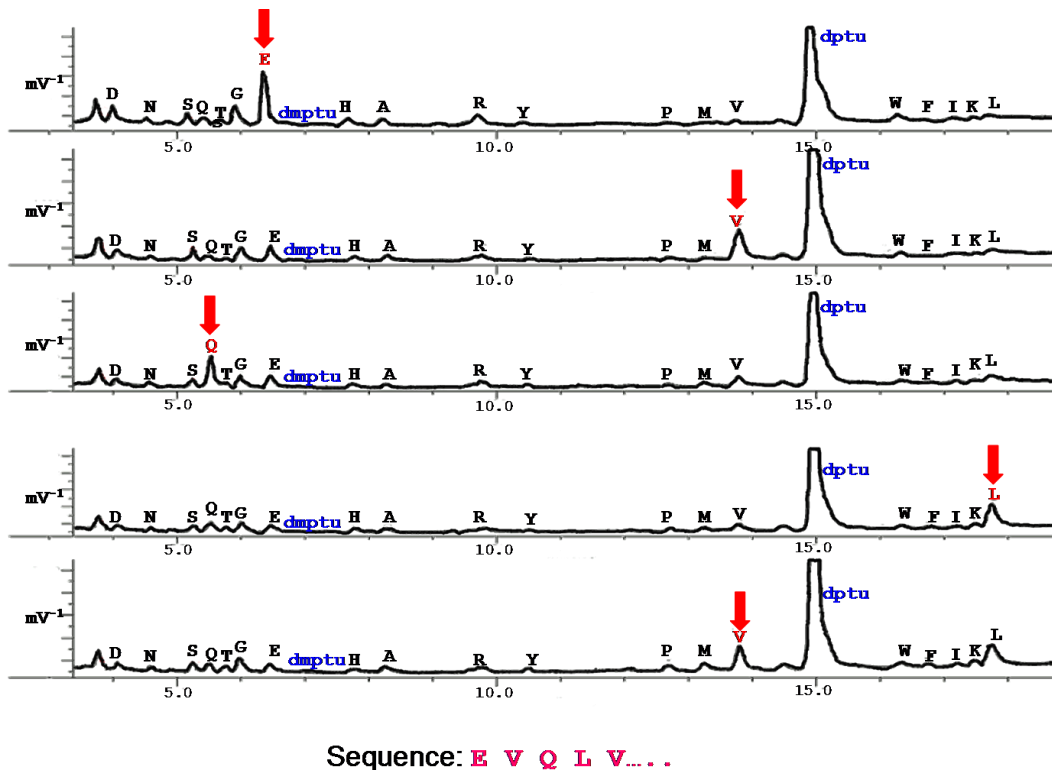 E
dptu
mV-1 D N S Q T S G dmptu H A R Y P M V W F I K L
5.0 10.0 15.0
dptu
V
mV-1 D N S Q T G E H A R Y P M W F I K L
5.0 10.0 15.0
dptu
Q
mV-1 D N S T G E dmptu H A R Y P M V W F I K L
5.0 10.0 15.0
dptu
L
mV-1 D N S Q T G E dmptu H A R Y P M V W F I K
5.0 10.0 15.0
dptu
V
mV-1 D N S Q T G E dmptu H A R Y P M W F I K L
5.0 10.0 15.0
Sequence: E V Q L V.....